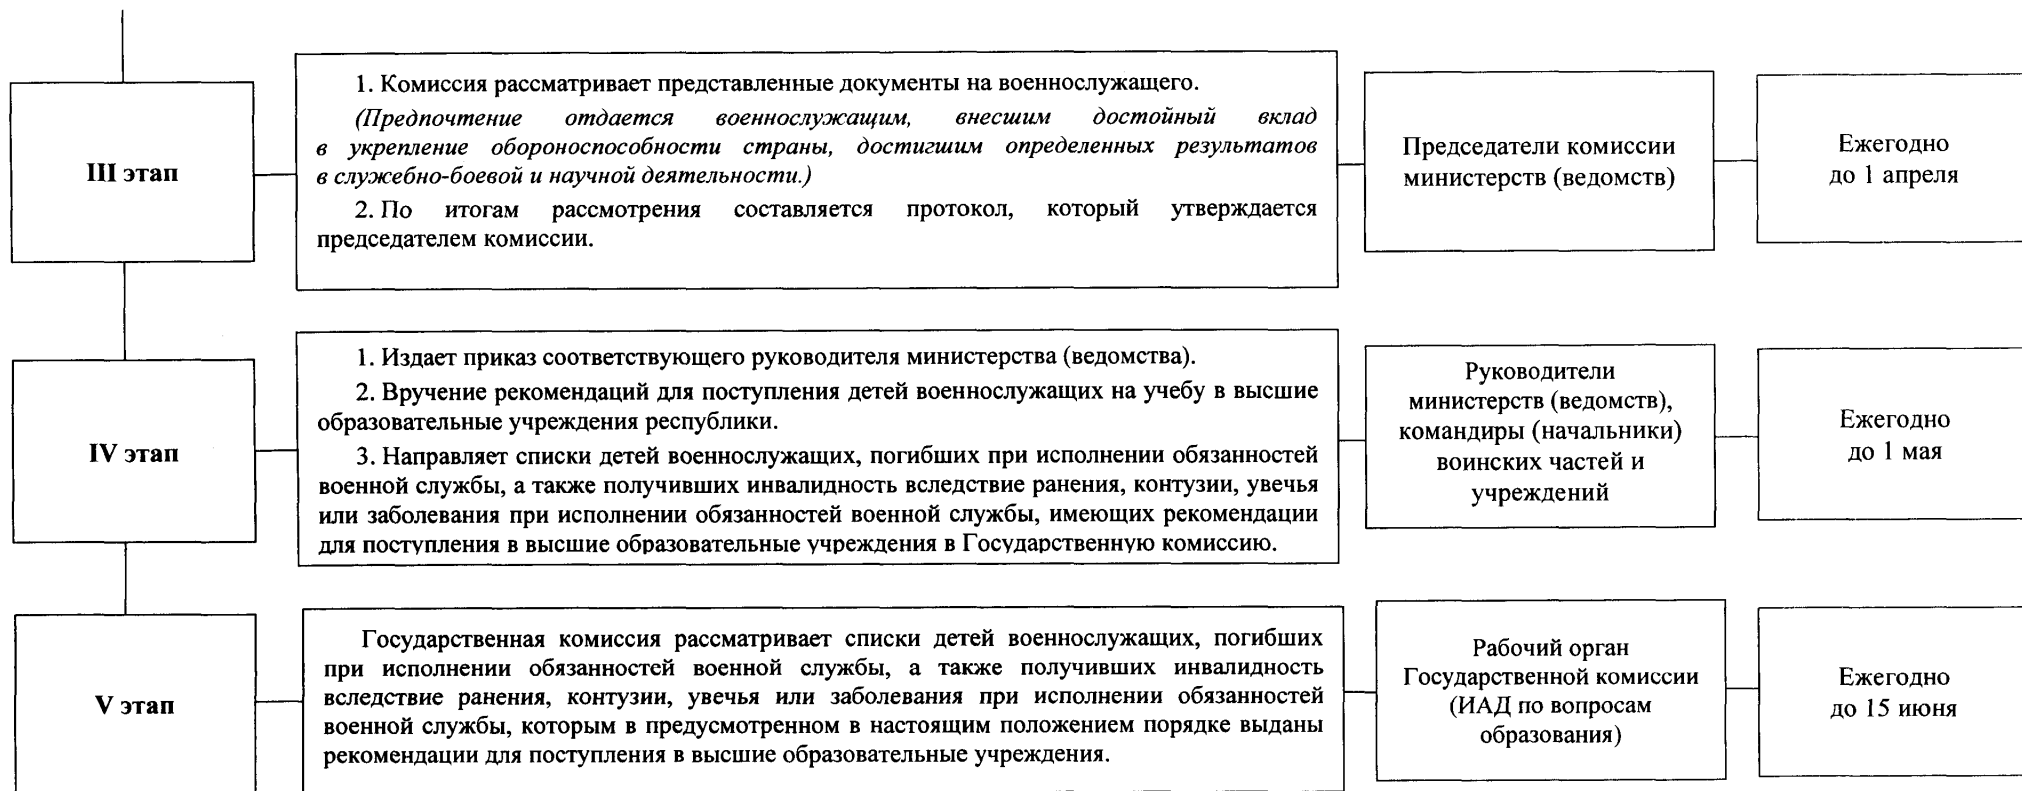 III этап
1. Комиссия рассматривает представленные документы на военнослужащего.
(Предпочтение отдается военнослужащим, внесшим достойный вклад
в укрепление обороноспособности страны, достигшим определенных результатов
в служебно-боевой и научной деятельности.)
2. По итогам рассмотрения составляется протокол, который утверждается
председателем комиссии.
Председатели комиссии
министерств (ведомств)
Ежегодно
до 1 апреля
IV этап
1. Издает приказ соответствующего руководителя министерства (ведомства).
2. Вручение рекомендаций для поступления детей военнослужащих на учебу в высшие
образовательные учреждения республики.
3. Направляет списки детей военнослужащих, погибших при исполнении обязанностей
военной службы, а также получивших инвалидность вследствие ранения, контузии, увечья
или заболевания при исполнении обязанностей военной службы, имеющих рекомендации
для поступления в высшие образовательные учреждения в Государственную комиссию.
Руководители
министерств (ведомств),
командиры (начальники)
воинских частей и
учреждений
Ежегодно
до 1 мая
V этап
Государственная комиссия рассматривает списки детей военнослужащих, погибших
при исполнении обязанностей военной службы, а также получивших инвалидность
вследствие ранения, контузии, увечья или заболевания при исполнении обязанностей
военной службы, которым в предусмотренном в настоящим положением порядке выданы
рекомендации для поступления в высшие образовательные учреждения.
Рабочий орган
Государственной комиссии
(ИАД по вопросам
образования)
Ежегодно
до 15 июня